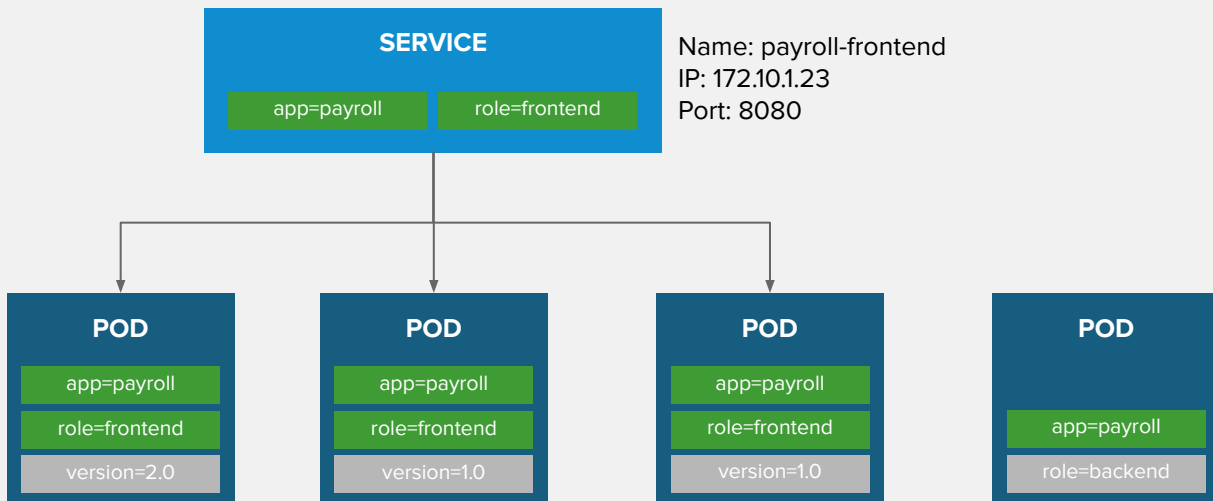 SERVICE
app=payroll
role=frontend
Name: payroll-frontend
IP: 172.10.1.23
Port: 8080
POD
app=payroll
role=frontend
version=2.0
POD
app=payroll
role=frontend
version=1.0
POD
app=payroll
role=frontend
version=1.0
POD
app=payroll
role=backend